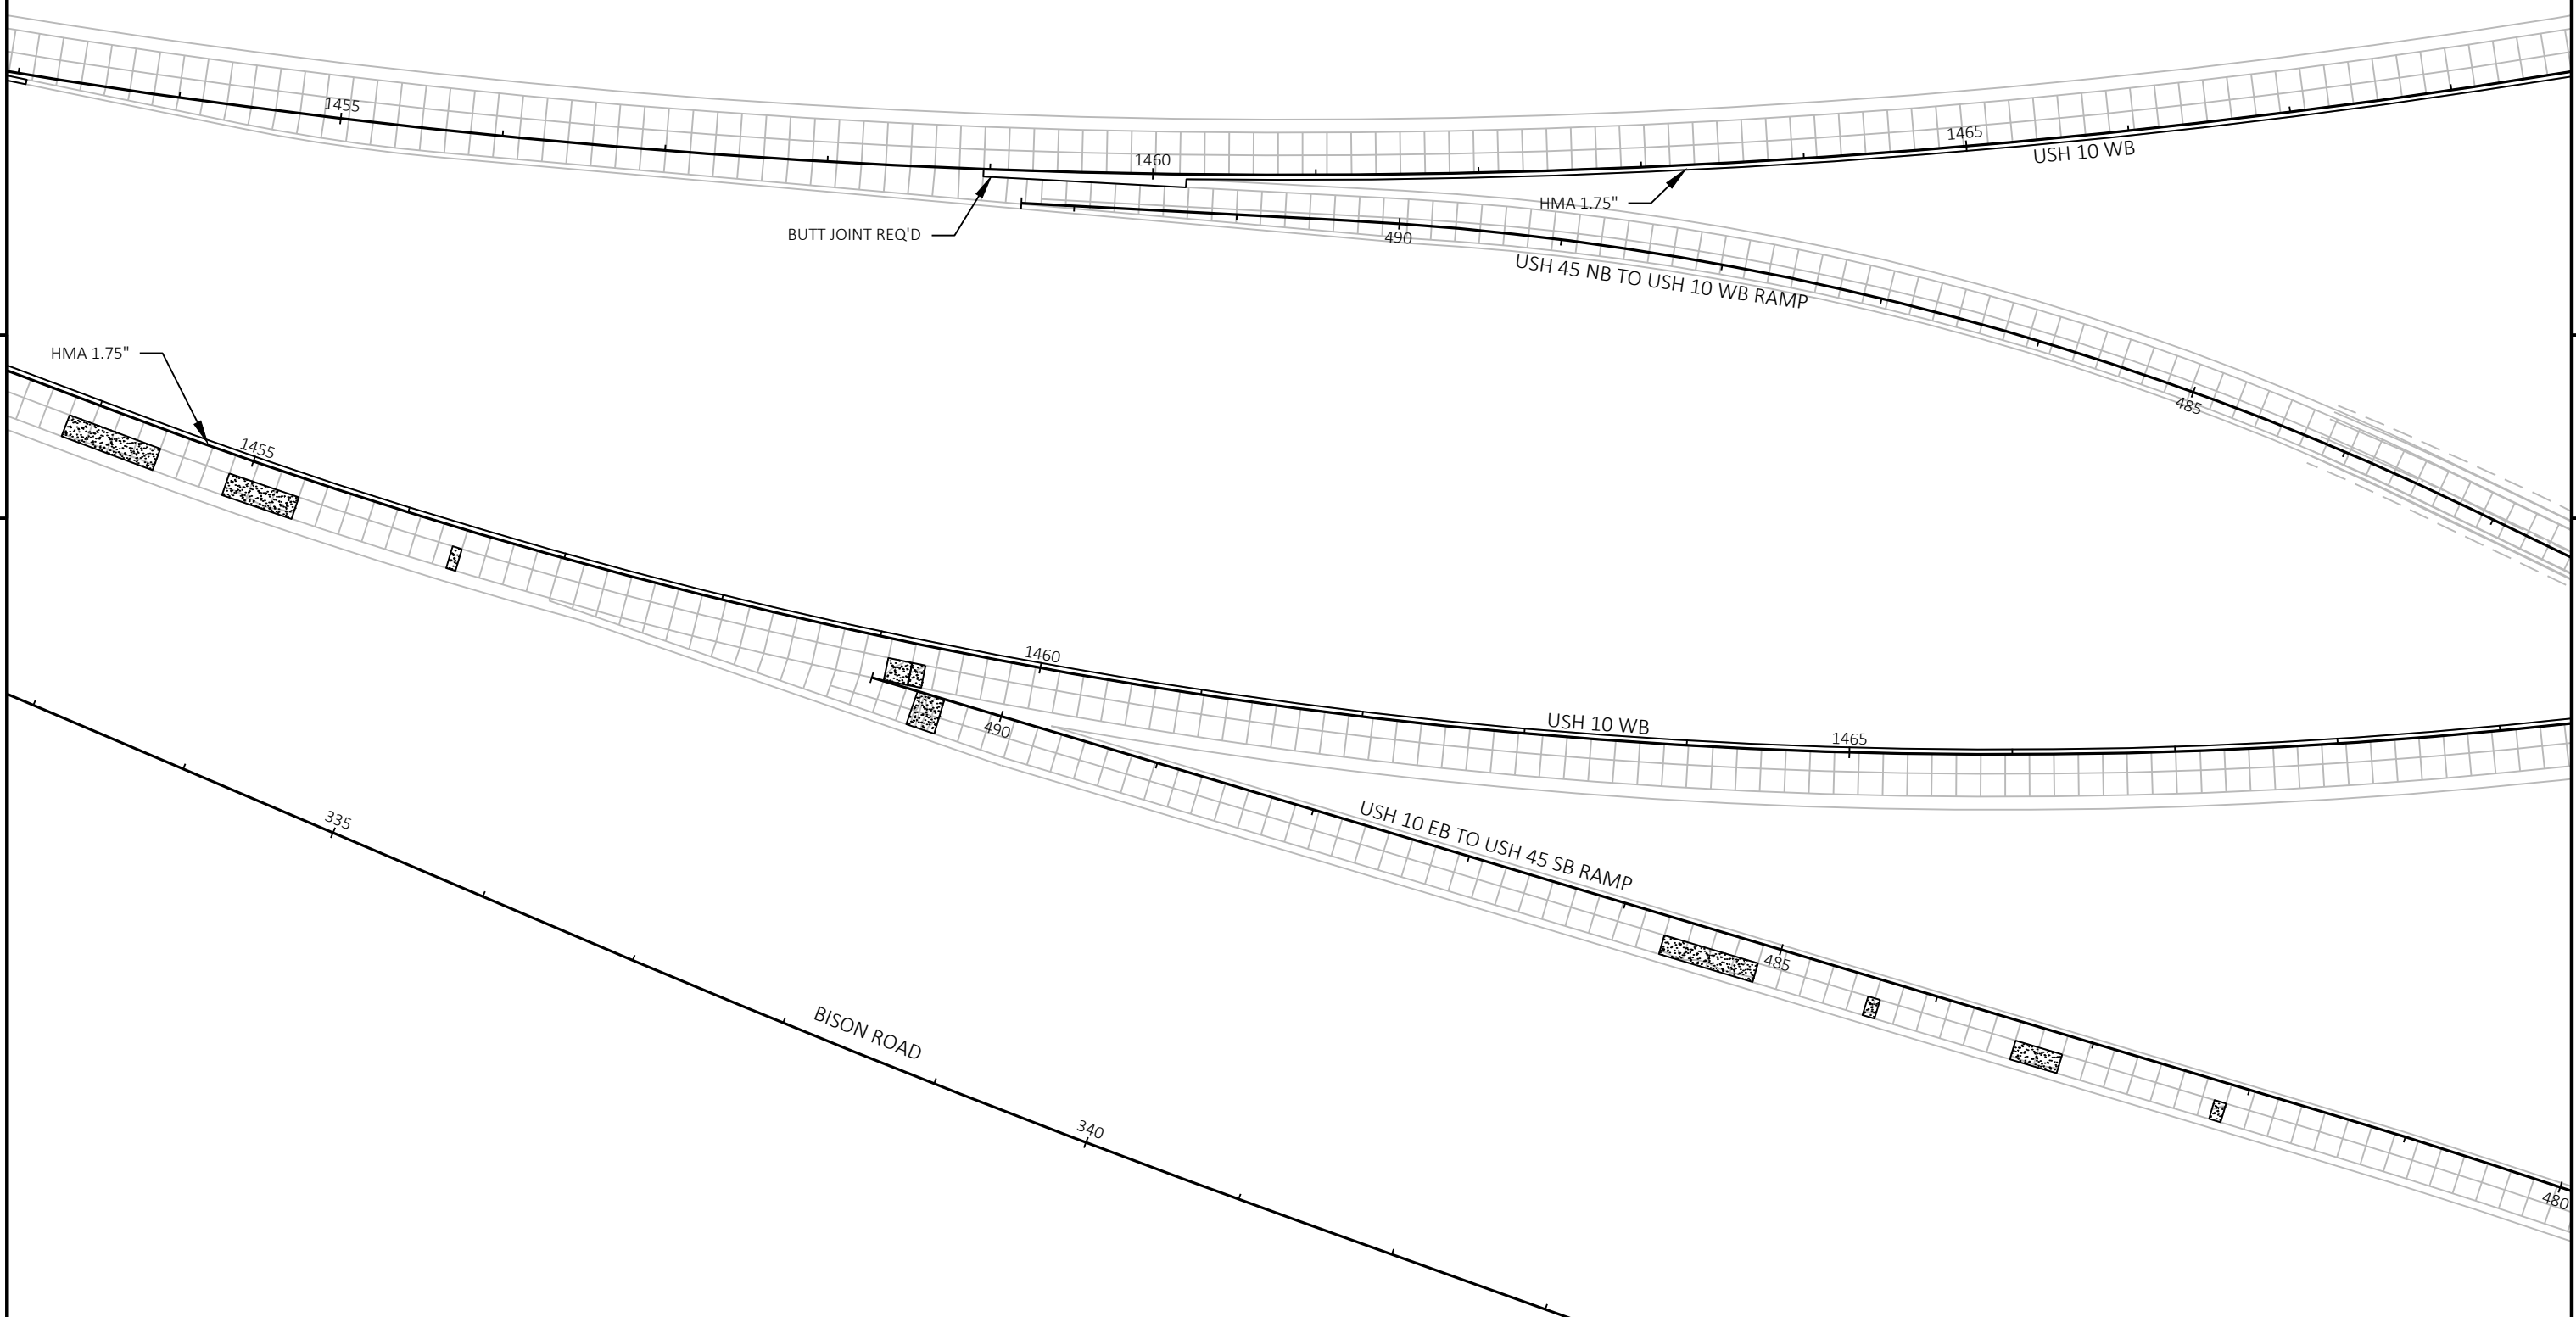 1455
1460
1465
USH 10 WB
HMA 1.75"
BUTT JOINT REQ'D
490
USH 45 NB TO USH 10 WB RAMP
485
HMA 1.75"
1455
1460
USH 10 WB
1465
490
USH 10 EB TO USH 45 SB RAMP
485
480
335
BISON ROAD
340